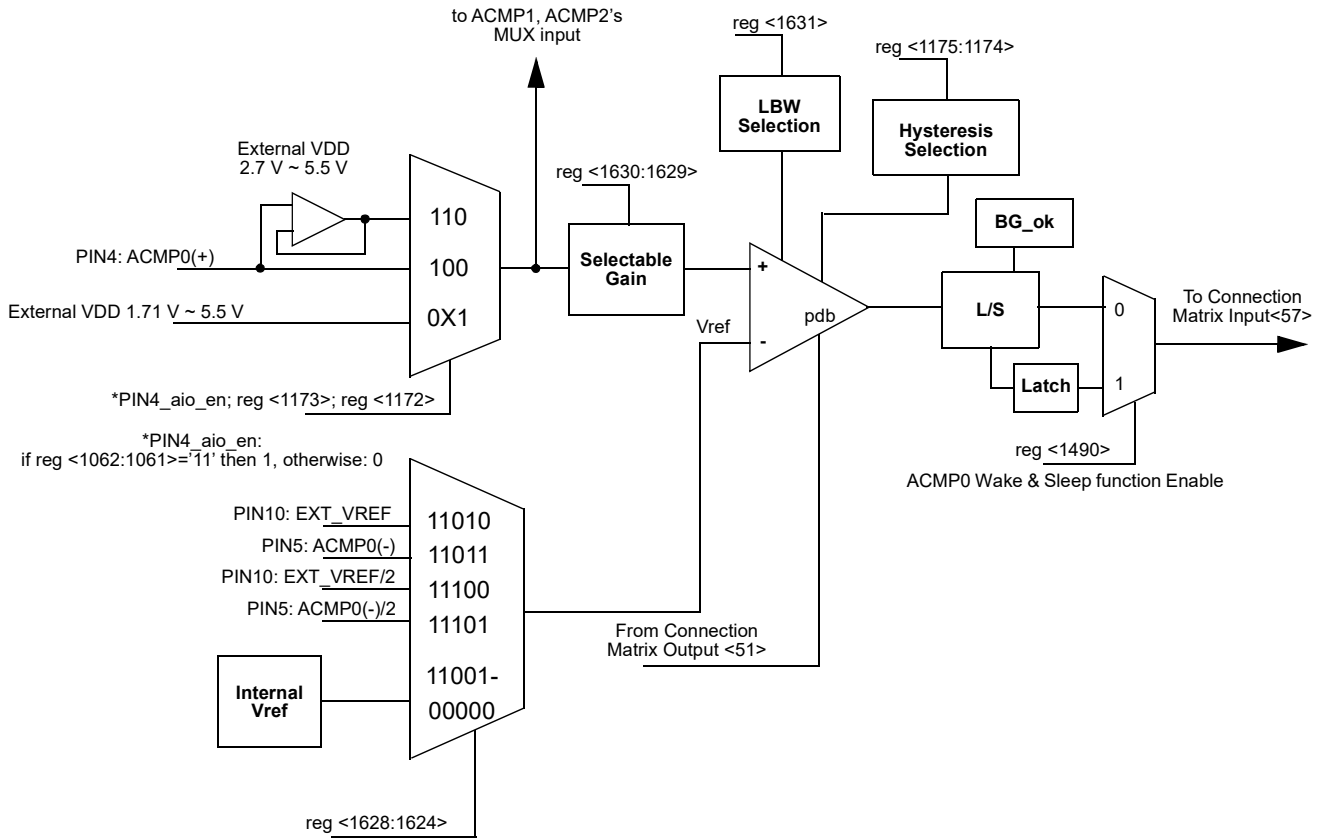 to ACMP1, ACMP2's
MUX input
reg <1631>
reg <1175:1174>
LBW
Selection
Hysteresis
Selection
External VDD
2.7 V ~ 5.5 V
reg <1630:1629>
110
BG_ok
PIN4: ACMP0(+)
100
Selectable
Gain
+
External VDD 1.71 V ~ 5.5 V
0X1
Vref
-
pdb
L/S
0
To Connection
Matrix Input<57>
Latch
1
*PIN4_aio_en; reg <1173>; reg <1172>
*PIN4_aio_en:
if reg <1062:1061>='11' then 1, otherwise: 0
reg <1490>
ACMP0 Wake & Sleep function Enable
PIN10: EXT_VREF
11010
PIN5: ACMP0(-)
11011
PIN10: EXT_VREF/2
11100
PIN5: ACMP0(-)/2
11101
From Connection
Matrix Output <51>
Internal
Vref
11001-
00000
reg <1628:1624>